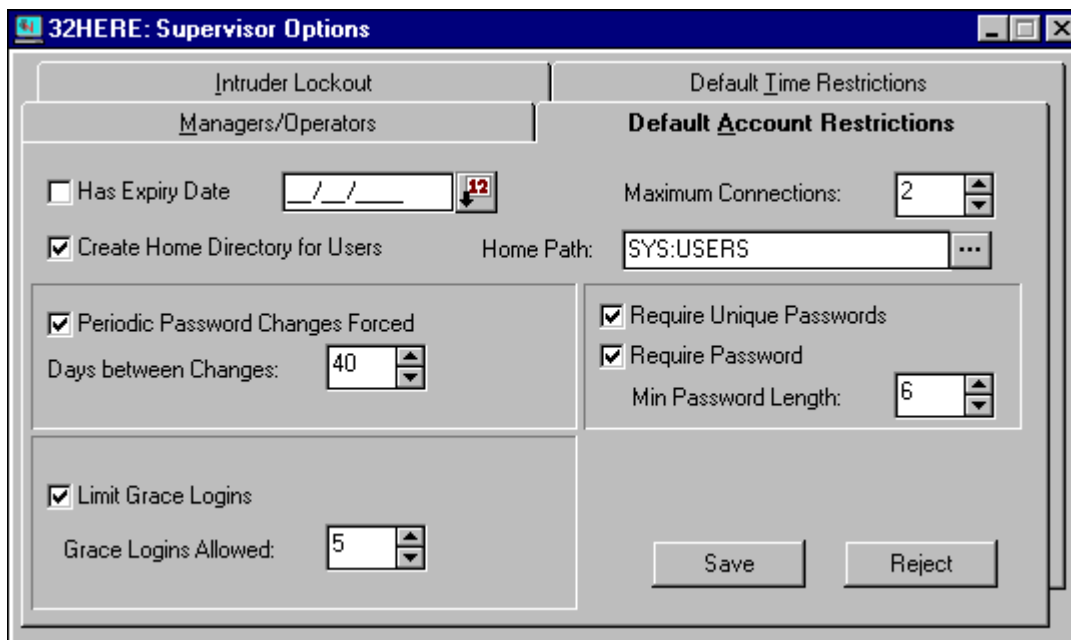 32HERE: Supervisor Options
Intruder Lockout
Default Time Restrictions
Managers/Operators
Default Account Restrictions
Has Expiry Date
__/__/____
12
Maximum Connections:
2
Create Home Directory for Users
Home Path:
SYS:USERS
...
Periodic Password Changes Forced
Days between Changes:
40
Require Unique Passwords
Require Password
Min Password Length:
6
Limit Grace Logins
Grace Logins Allowed:
5
Save
Reject